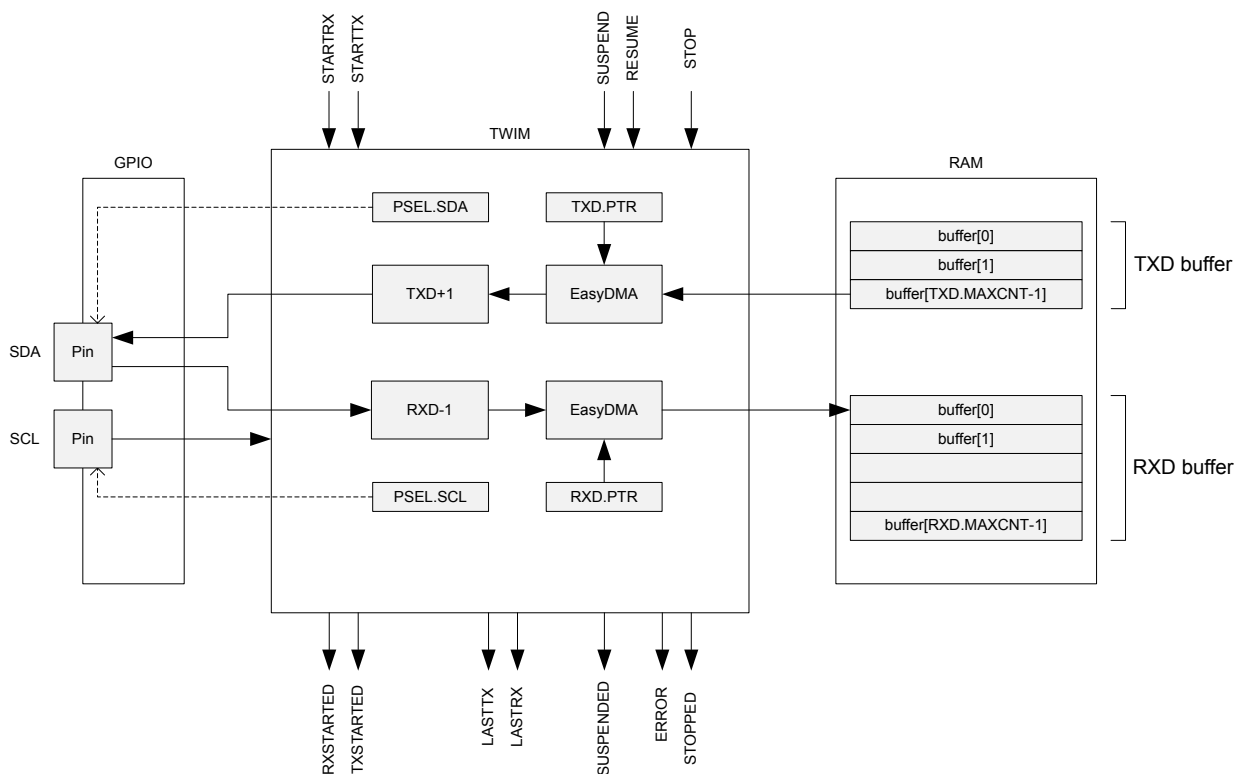 STARTRX
STARTTX
SUSPEND
RESUME
STOP
GPIO
TWIM
RAM
PSEL.SDA
TXD.PTR
buffer[0]
buffer[1]
buffer[TXD.MAXCNT-1]
TXD buffer
TXD+1
EasyDMA
SDA
Pin
RXD-1
EasyDMA
SCL
Pin
buffer[0]
buffer[1]
buffer[RXD.MAXCNT-1]
RXD buffer
PSEL.SCL
RXD.PTR
RXSTARTED
TXSTARTED
LASTTX
LASTRX
SUSPENDED
ERROR
STOPPED